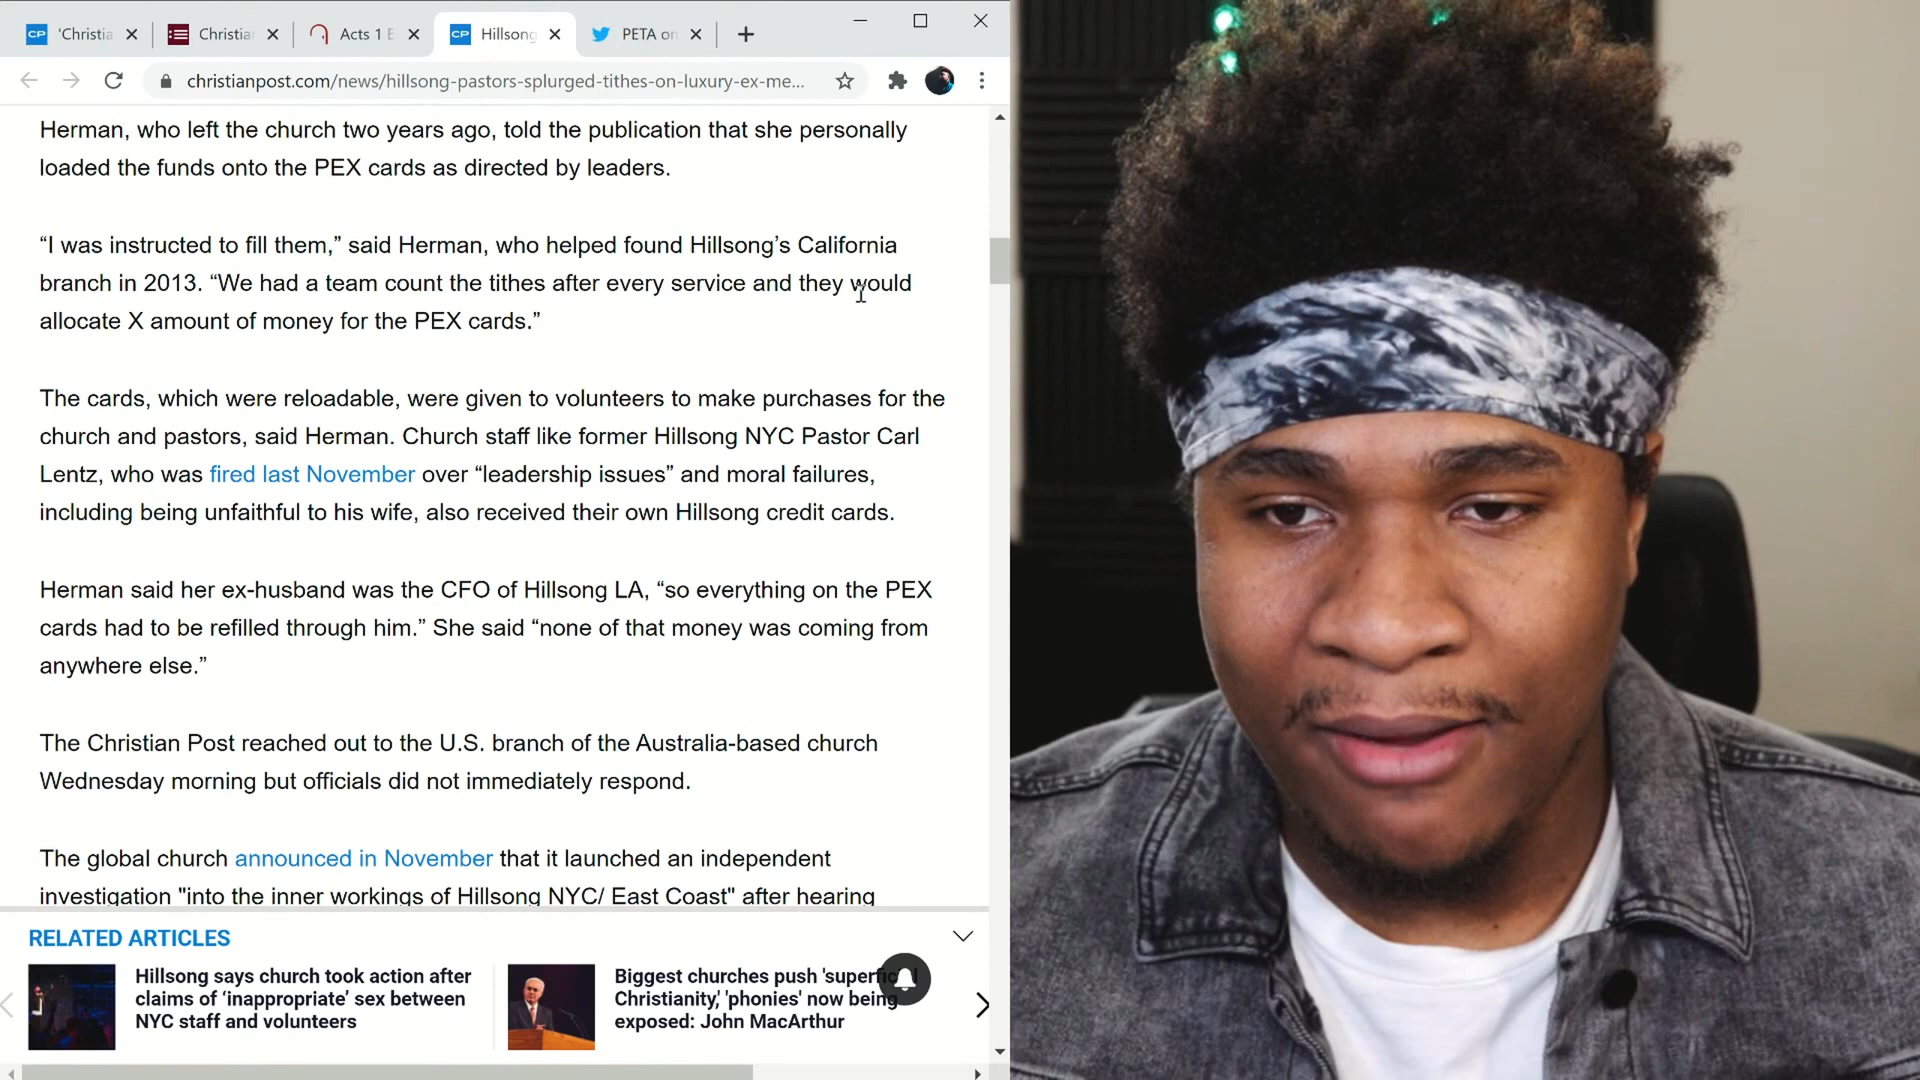 CP 'Christia
Christia
Acts 1 E
CP Hillsong
PETA on
christianpost.com/news/hillsong-pastors-splurged-tithes-on-luxury-ex-me...
Herman, who left the church two years ago, told the publication that she personally
loaded the funds onto the PEX cards as directed by leaders.
“I was instructed to fill them,” said Herman, who helped found Hillsong’s California
branch in 2013. “We had a team count the tithes after every service and they would
allocate X amount of money for the PEX cards.”
The cards, which were reloadable, were given to volunteers to make purchases for the
church and pastors, said Herman. Church staff like former Hillsong NYC Pastor Carl
Lentz, who was fired last November over “leadership issues” and moral failures,
including being unfaithful to his wife, also received their own Hillsong credit cards.
Herman said her ex-husband was the CFO of Hillsong LA, “so everything on the PEX
cards had to be refilled through him.” She said “none of that money was coming from
anywhere else.”
The Christian Post reached out to the U.S. branch of the Australia-based church
Wednesday morning but officials did not immediately respond.
The global church announced in November that it launched an independent
investigation "into the inner workings of Hillsong NYC/ East Coast" after hearing
RELATED ARTICLES
Hillsong says church took action after
claims of ‘inappropriate’ sex between
NYC staff and volunteers
Biggest churches push
Christianity,' 'phonies' now being
exposed: John MacArthur